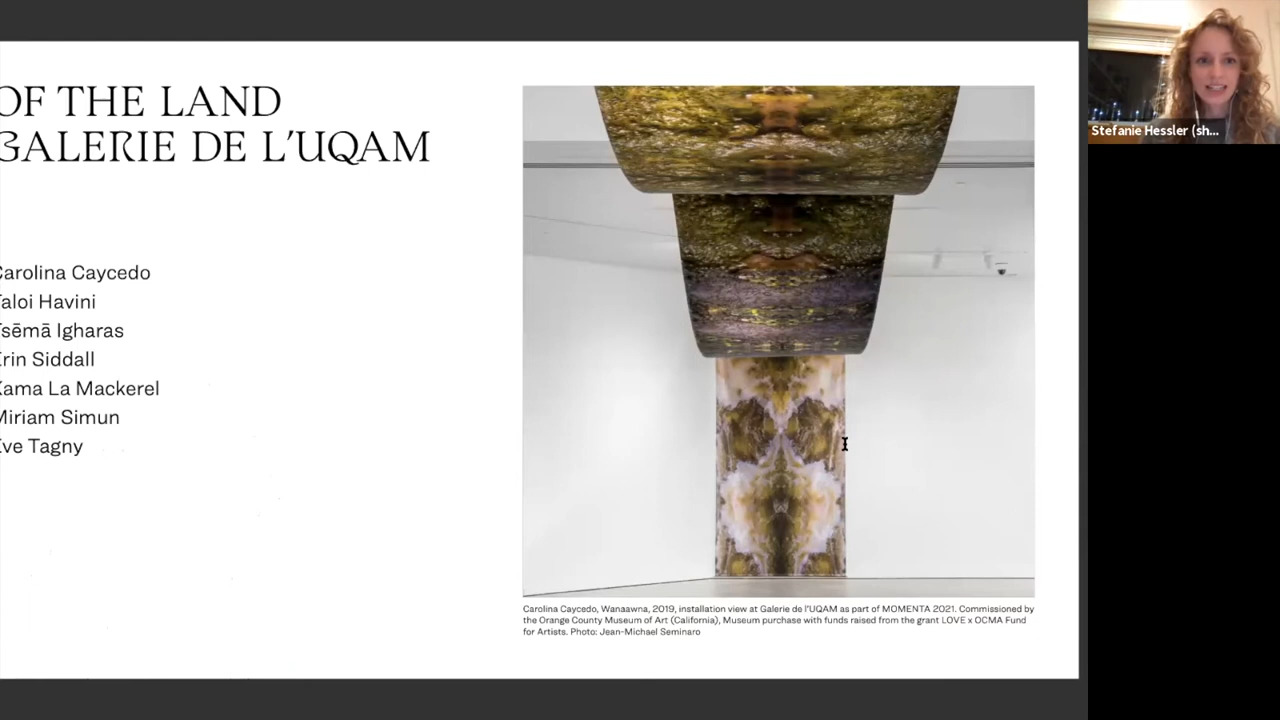 OF THE LAND
GALERIE DE L'UQAM
Carolina Caycedo
Taloi Havini
Tsēmā Igharas
Erin Siddall
Kama La Mackerel
Miriam Simun
Eve Tagny
Carolina Caycedo, Wanaawna, 2019, installation view at Galerie de l'UQAM as part of MOMENTA 2021. Commissioned by
the Orange County Museum of Art (California), Museum purchase with funds raised from the grant LOVE x OCMA Fund
for Artists. Photo: Jean-Michael Seminaro
Stefanie Hessler (sh...